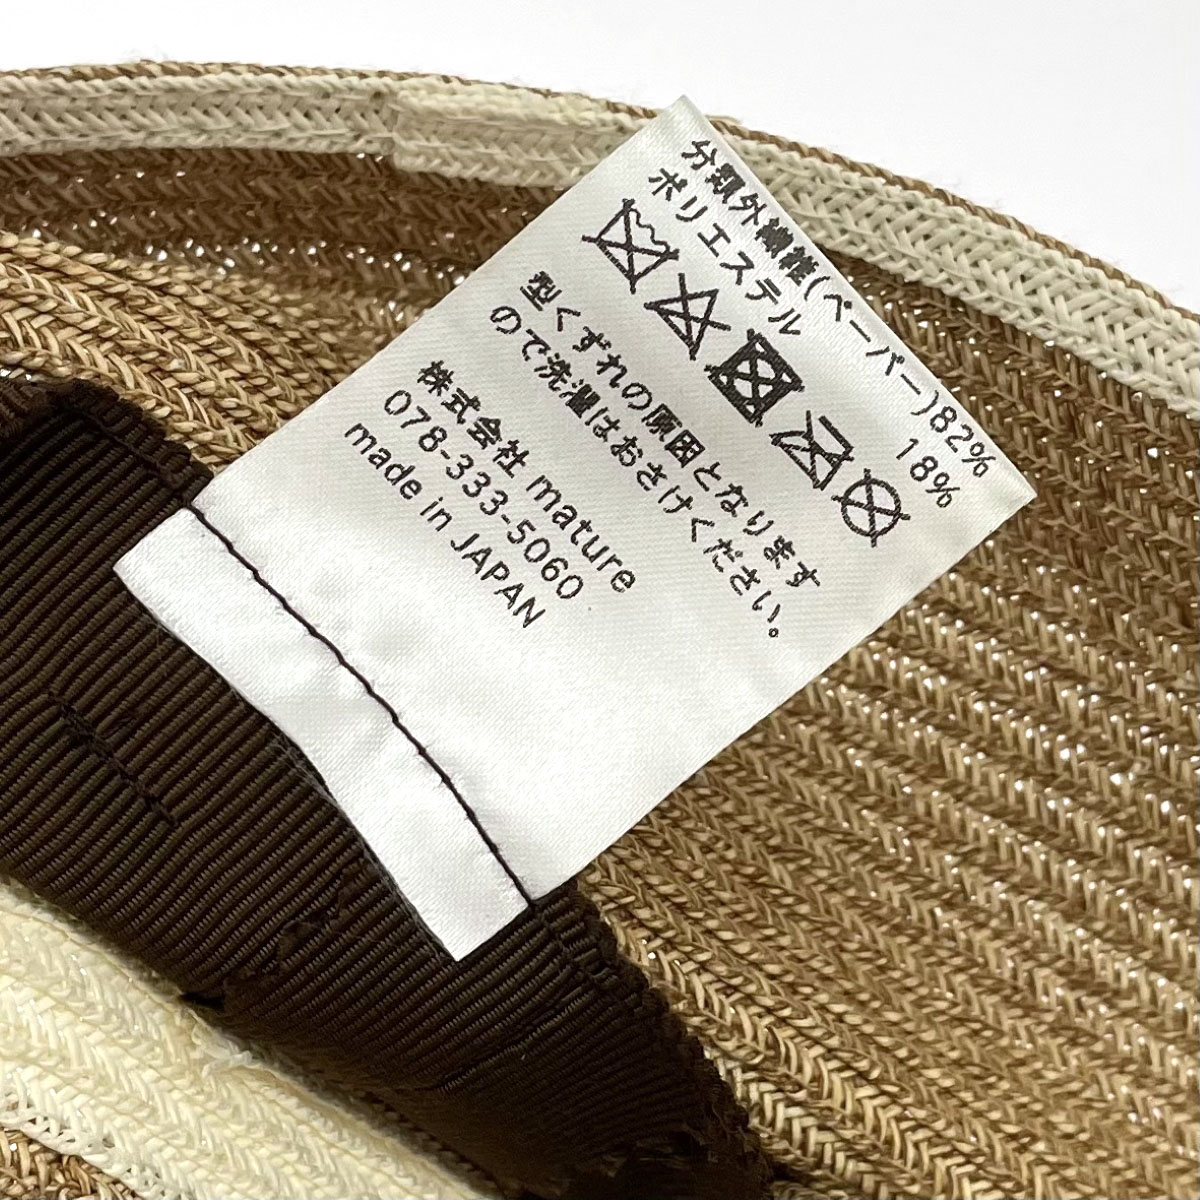 分類外繊維(ペーパー)82%
ポリエステル 18%
型くずれの原因となります
ので洗濯はおさけください。
株式会社 mature
078-333-5060
made in JAPAN